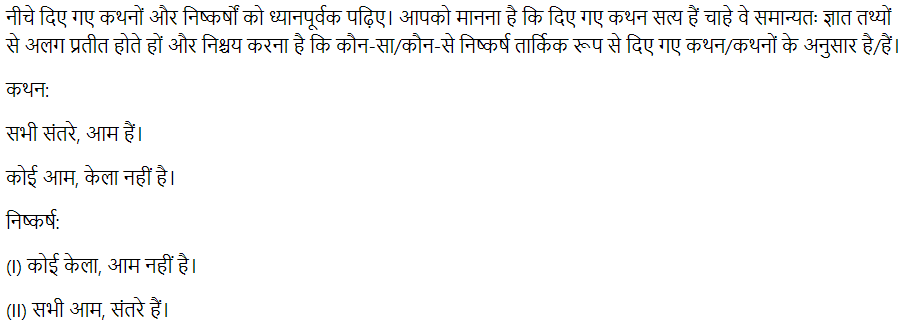 नीचे दिए गए कथनों और निष्कर्षों को ध्यानपूर्वक पढ़िए। आपको मानना है कि दिए गए कथन सत्य हैं चाहे वे समान्यतः ज्ञात तथ्यों
से अलग प्रतीत होते हों और निश्चय करना है कि कौन-सा/कौन-से निष्कर्ष तार्किक रूप से दिए गए कथन/कथनों के अनुसार है/हैं।
कथन:
सभी संतरे, आम हैं।
कोई आम, केला नहीं है।
निष्कर्ष:
(I) कोई केला, आम नहीं है।
(II) सभी आम, संतरे हैं।